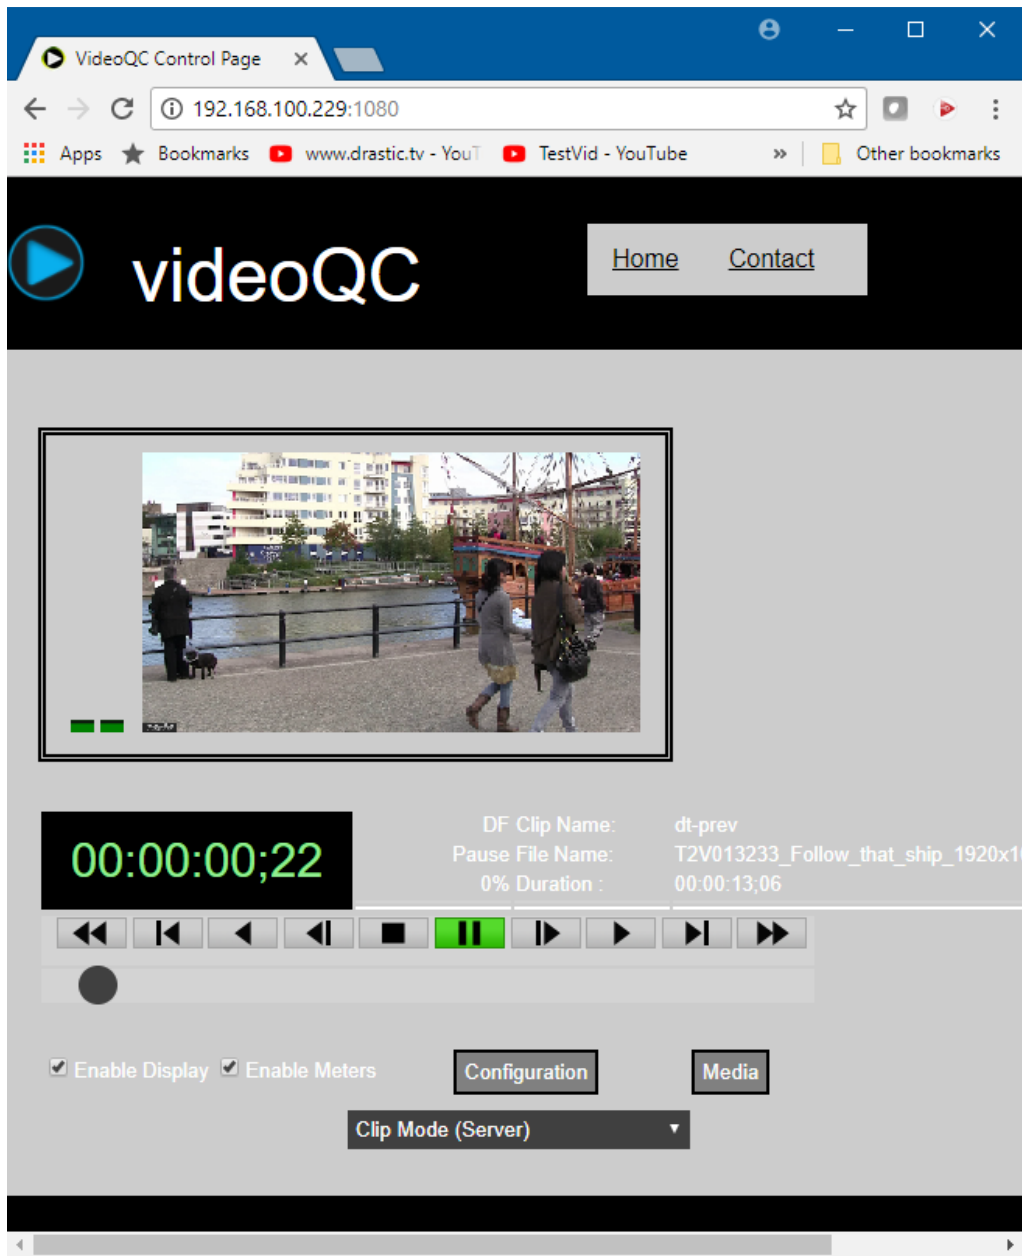 VideoQC Control Page
192.168.100.229:1080
Apps Bookmarks www.drastic.tv - YouT TestVid - YouTube » Other bookmarks
videoQC
Home Contact
00:00:00;22
DF Clip Name: dt-prev
Pause File Name: T2V013233_Follow_that_ship_1920x1
0% Duration : 00:00:13;06
Enable Display Enable Meters Configuration Media
Clip Mode (Server)